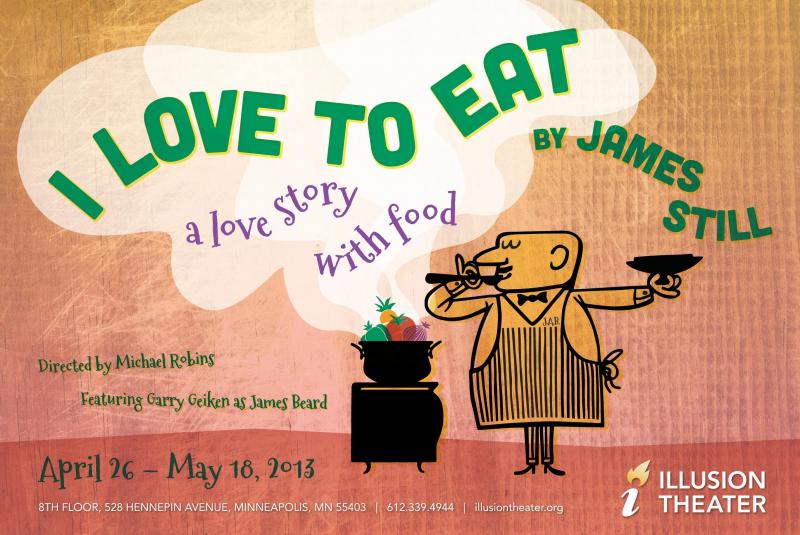 I LOVE TO EAT
BY JAMES
STILL
a love story
with food
J.A.B.
Directed by Michael Robins
Featuring Garry Geiken as James Beard
April 26 – May 18, 2013
8TH FLOOR, 528 HENNEPIN AVENUE, MINNEAPOLIS, MN 55403 | 612.339.4944 | illusiontheater.org
i ILLUSION
THEATER